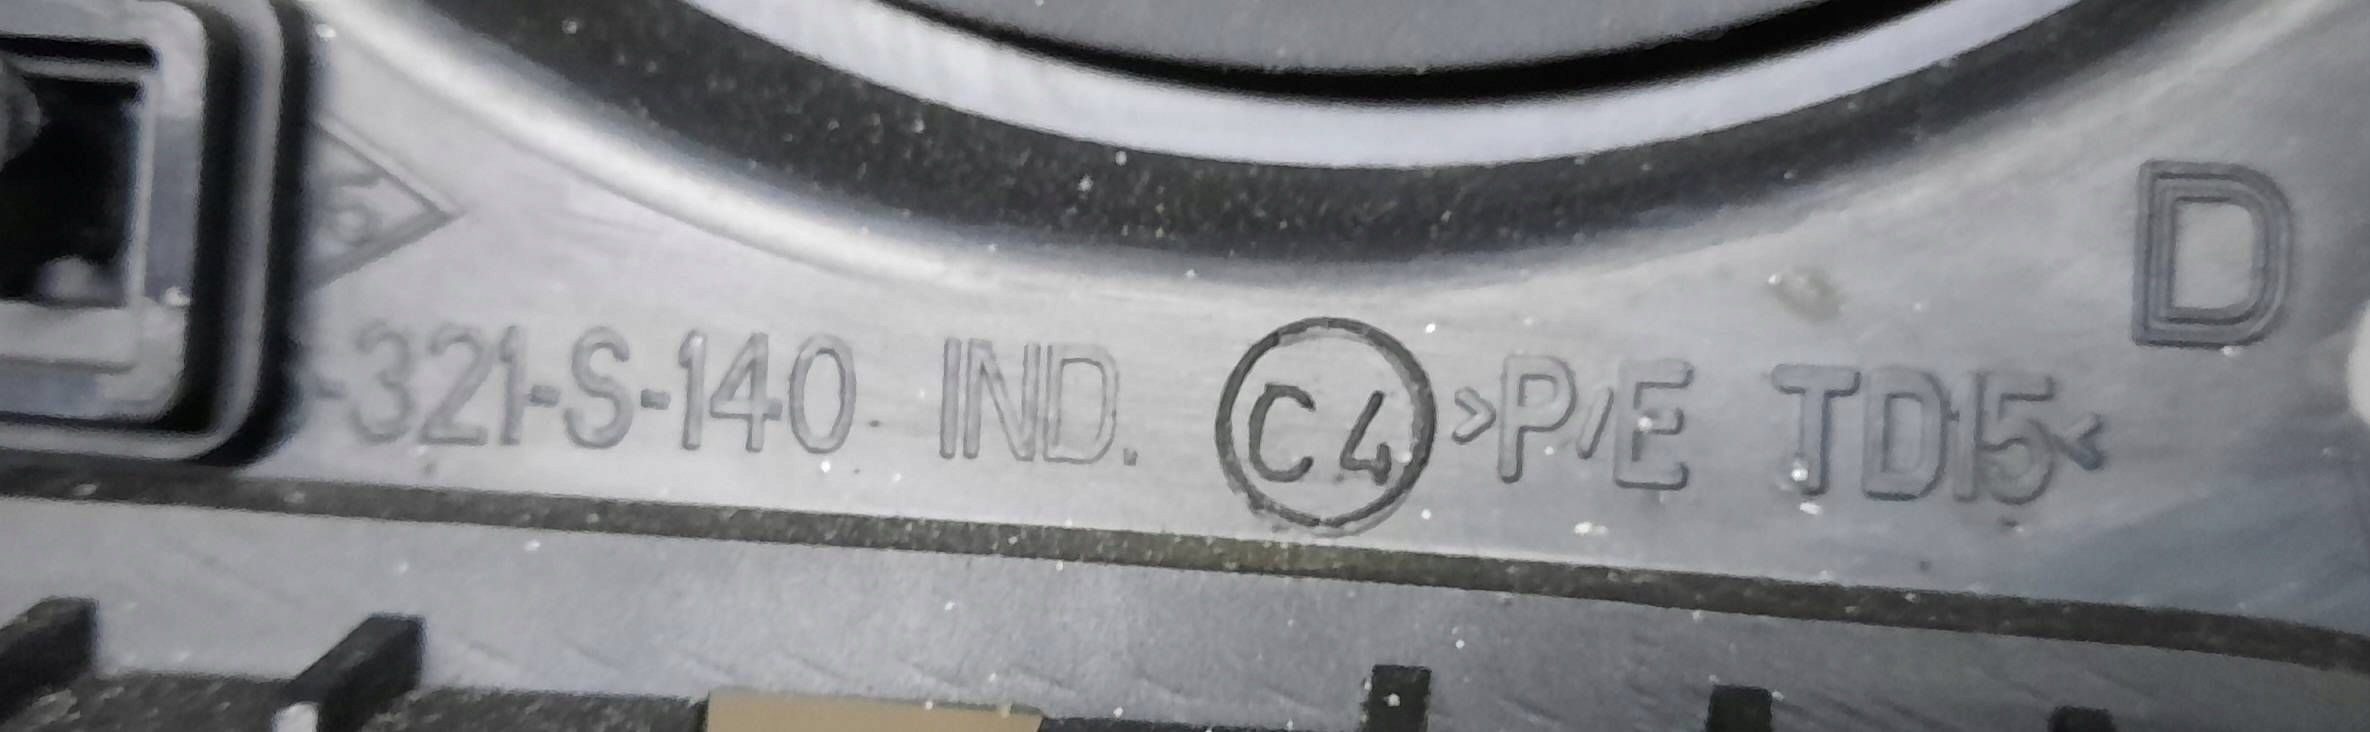 D
-321-S-140 IND. C4 >P/E TD15<